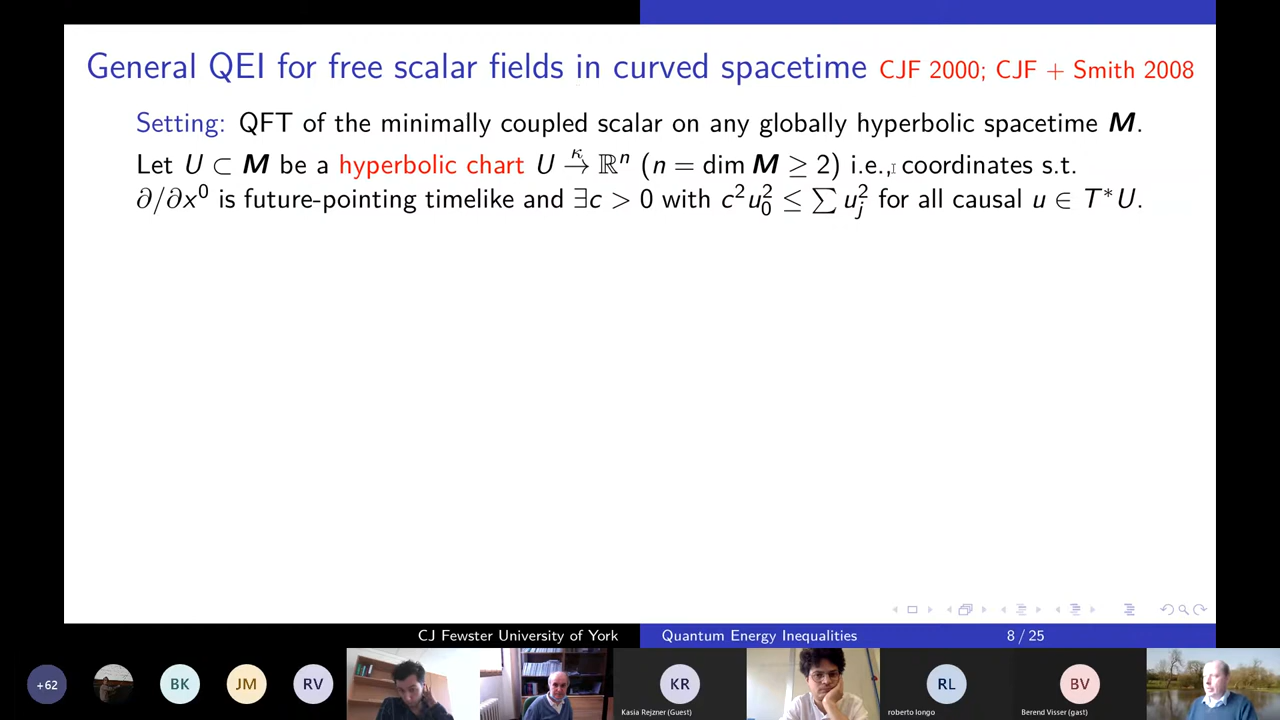 General QEI for free scalar fields in curved spacetime CJF 2000; CJF + Smith 2008
Setting: QFT of the minimally coupled scalar on any globally hyperbolic spacetime M.
Let U ⊂ M be a hyperbolic chart U →^κ ℝⁿ (n = dim M ≥ 2) i.e., coordinates s.t.
∂/∂x⁰ is future-pointing timelike and ∃c > 0 with c²u₀² ≤ ∑ uⱼ² for all causal u ∈ T*U.
CJ Fewster University of York
Quantum Energy Inequalities
8 / 25
+62
BK
JM
RV
KR
Kasia Rejzner (Guest)
RL
roberto longo
BV
Berend Visser (gast)